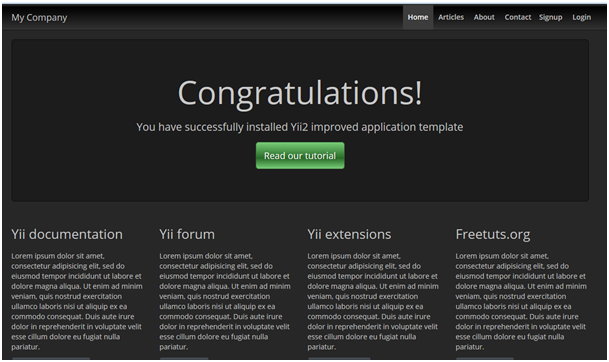 My Company Home Articles About Contact Signup Login
Congratulations!
You have successfully installed Yii2 improved application template
Read our tutorial
Yii documentation
Lorem ipsum dolor sit amet,
consectetur adipisicing elit, sed do
eiusmod tempor incididunt ut labore et
dolore magna aliqua. Ut enim ad minim
veniam, quis nostrud exercitation
ullamco laboris nisi ut aliquip ex ea
commodo consequat. Duis aute irure
dolor in reprehenderit in voluptate velit
esse cillum dolore eu fugiat nulla
pariatur.
Yii forum
Lorem ipsum dolor sit amet,
consectetur adipisicing elit, sed do
eiusmod tempor incididunt ut labore et
dolore magna aliqua. Ut enim ad minim
veniam, quis nostrud exercitation
ullamco laboris nisi ut aliquip ex ea
commodo consequat. Duis aute irure
dolor in reprehenderit in voluptate velit
esse cillum dolore eu fugiat nulla
pariatur.
Yii extensions
Lorem ipsum dolor sit amet,
consectetur adipisicing elit, sed do
eiusmod tempor incididunt ut labore et
dolore magna aliqua. Ut enim ad minim
veniam, quis nostrud exercitation
ullamco laboris nisi ut aliquip ex ea
commodo consequat. Duis aute irure
dolor in reprehenderit in voluptate velit
esse cillum dolore eu fugiat nulla
pariatur.
Freetuts.org
Lorem ipsum dolor sit amet,
consectetur adipisicing elit, sed do
eiusmod tempor incididunt ut labore et
dolore magna aliqua. Ut enim ad minim
veniam, quis nostrud exercitation
ullamco laboris nisi ut aliquip ex ea
commodo consequat. Duis aute irure
dolor in reprehenderit in voluptate velit
esse cillum dolore eu fugiat nulla
pariatur.